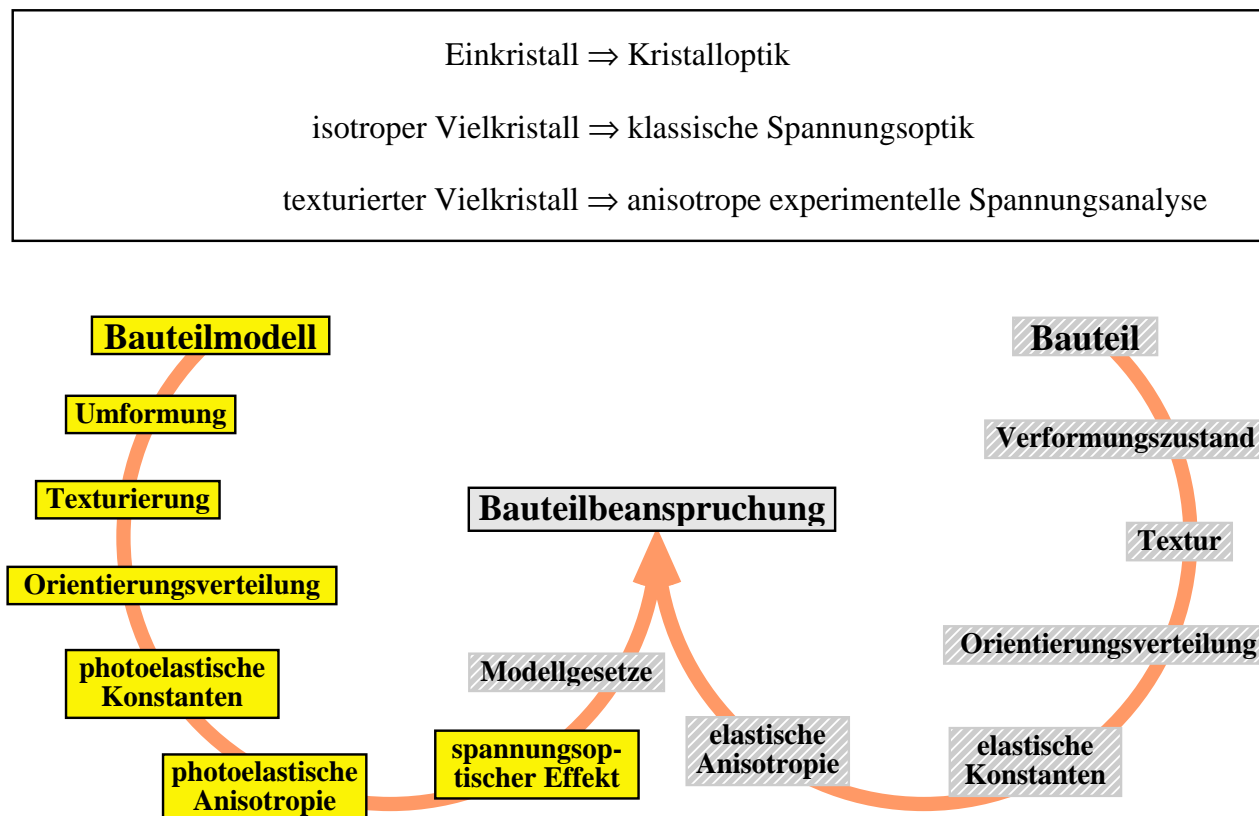 Einkristall ⇒ Kristalloptik
isotroper Vielkristall ⇒ klassische Spannungsoptik
texturierter Vielkristall ⇒ anisotrope experimentelle Spannungsanalyse
Bauteilmodell
Umformung
Texturierung
Orientierungsverteilung
photoelastische
Konstanten
photoelastische
Anisotropie
spannungsop-
tischer Effekt
Modellgesetze
Bauteilbeanspruchung
Bauteil
Verformungszustand
Textur
Orientierungsverteilung
elastische
Konstanten
elastische
Anisotropie